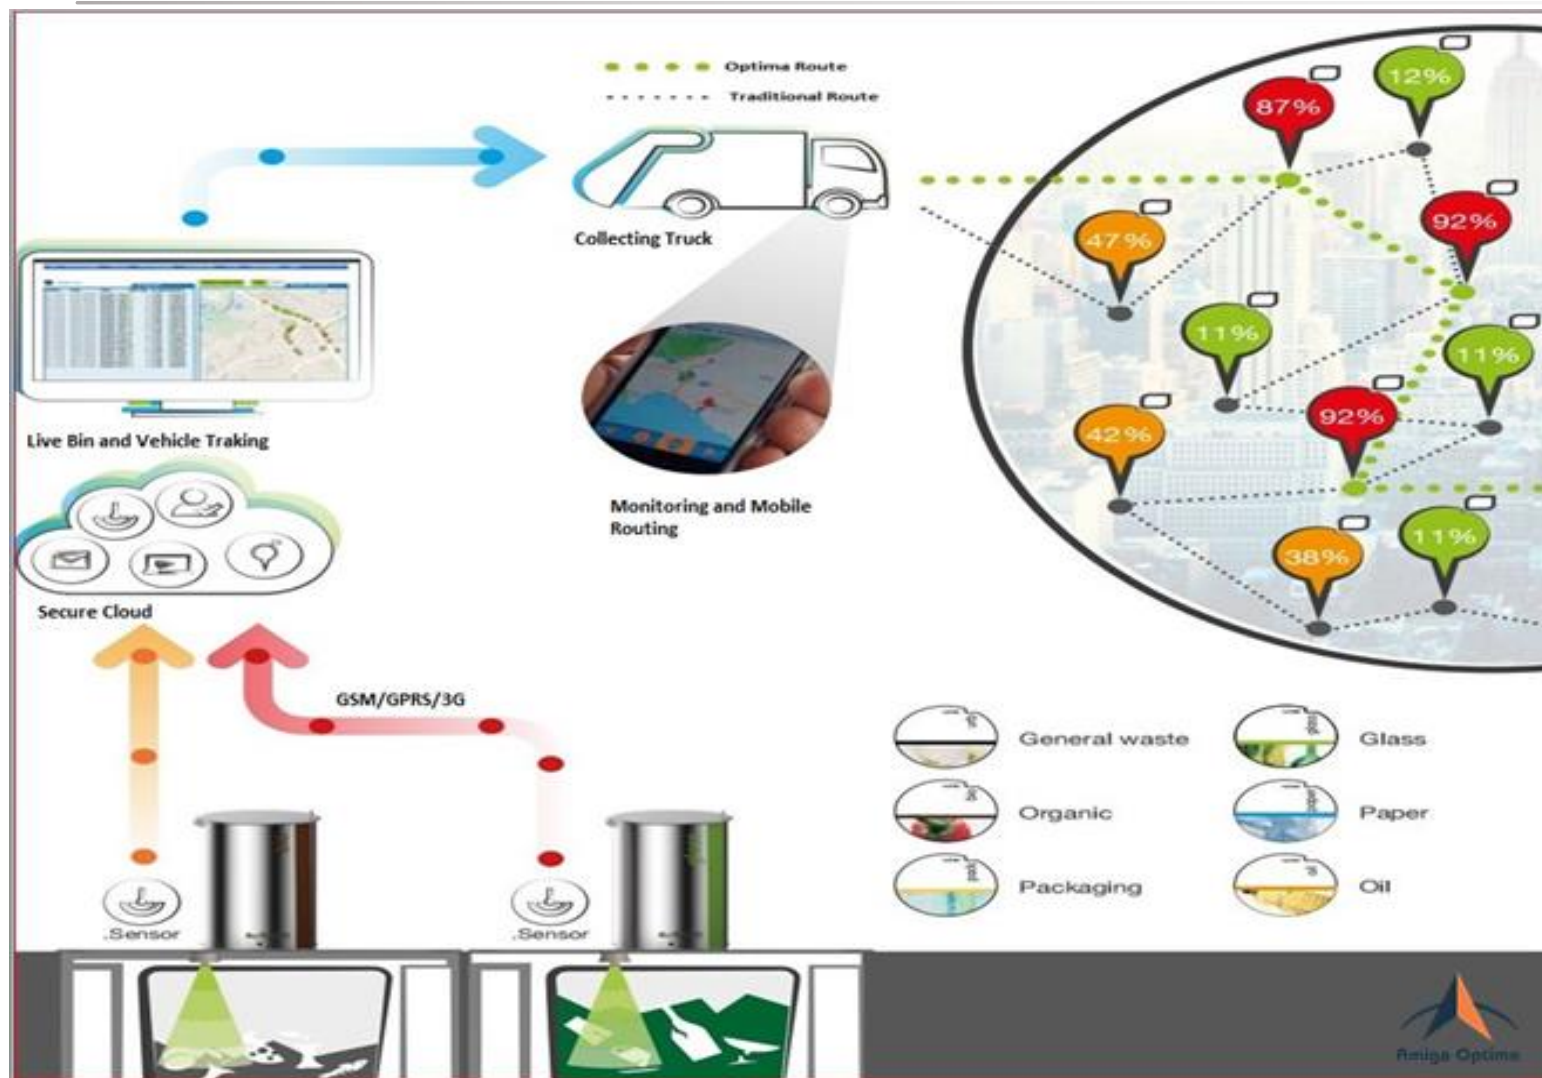 Optima Route
Traditional Route
12%
87%
92%
47%
11%
11%
92%
42%
11%
38%
Collecting Truck
Live Bin and Vehicle Traking
Monitoring and Mobile
Routing
Secure Cloud
GSM/GPRS/3G
General waste
Glass
Organic
Paper
Packaging
Oil
.Sensor
.Sensor
Amiga Optima